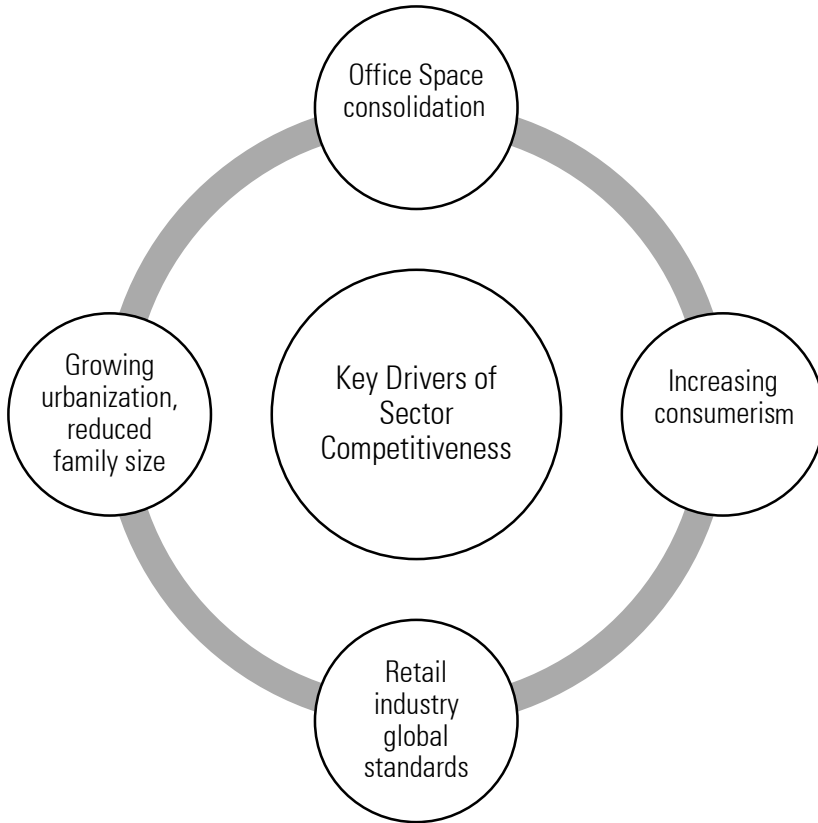 Office Space
consolidation
Growing
urbanization,
reduced
family size
Key Drivers of
Sector
Competitiveness
Increasing
consumerism
Retail
industry
global
standards